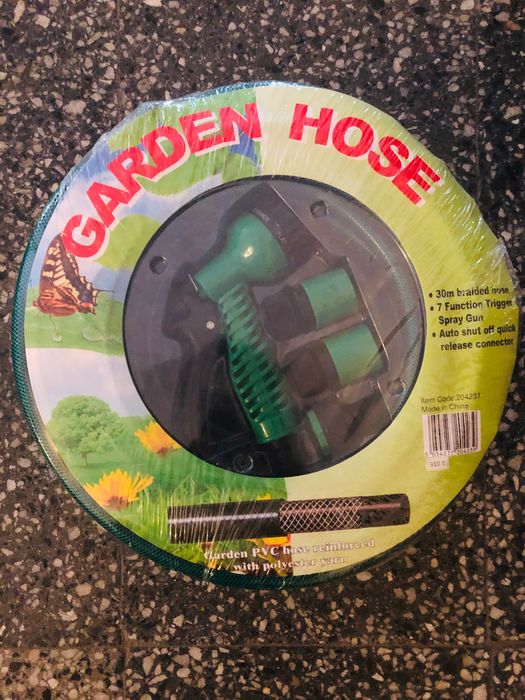 GARDEN HOSE
• 30m braided hose
• 7 Function Trigger
Spray Gun
• Auto shut off quick
release connector
Item Code:204237
Made in China
Garden PVC hose reinforced
with polyester yarn